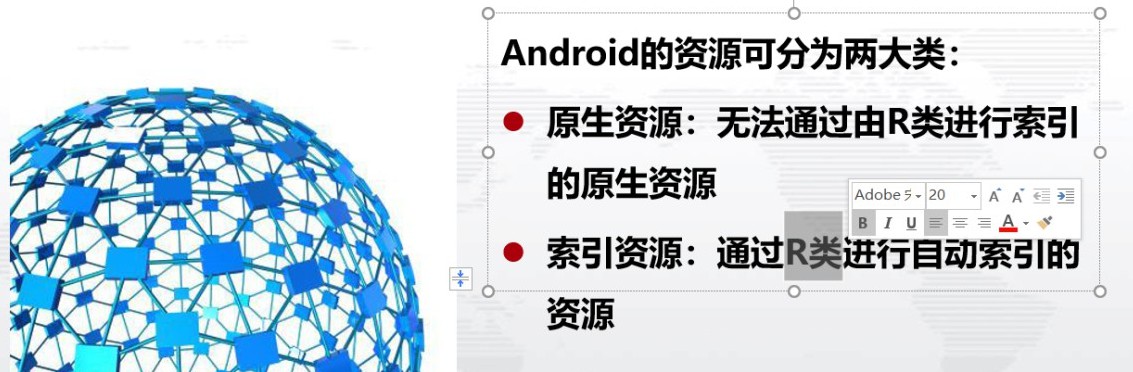 Android的资源可分为两大类：
原生资源：无法通过由R类进行索引
的原生资源
Adobe 20
B I U A
索引资源：通过R类进行自动索引的
资源